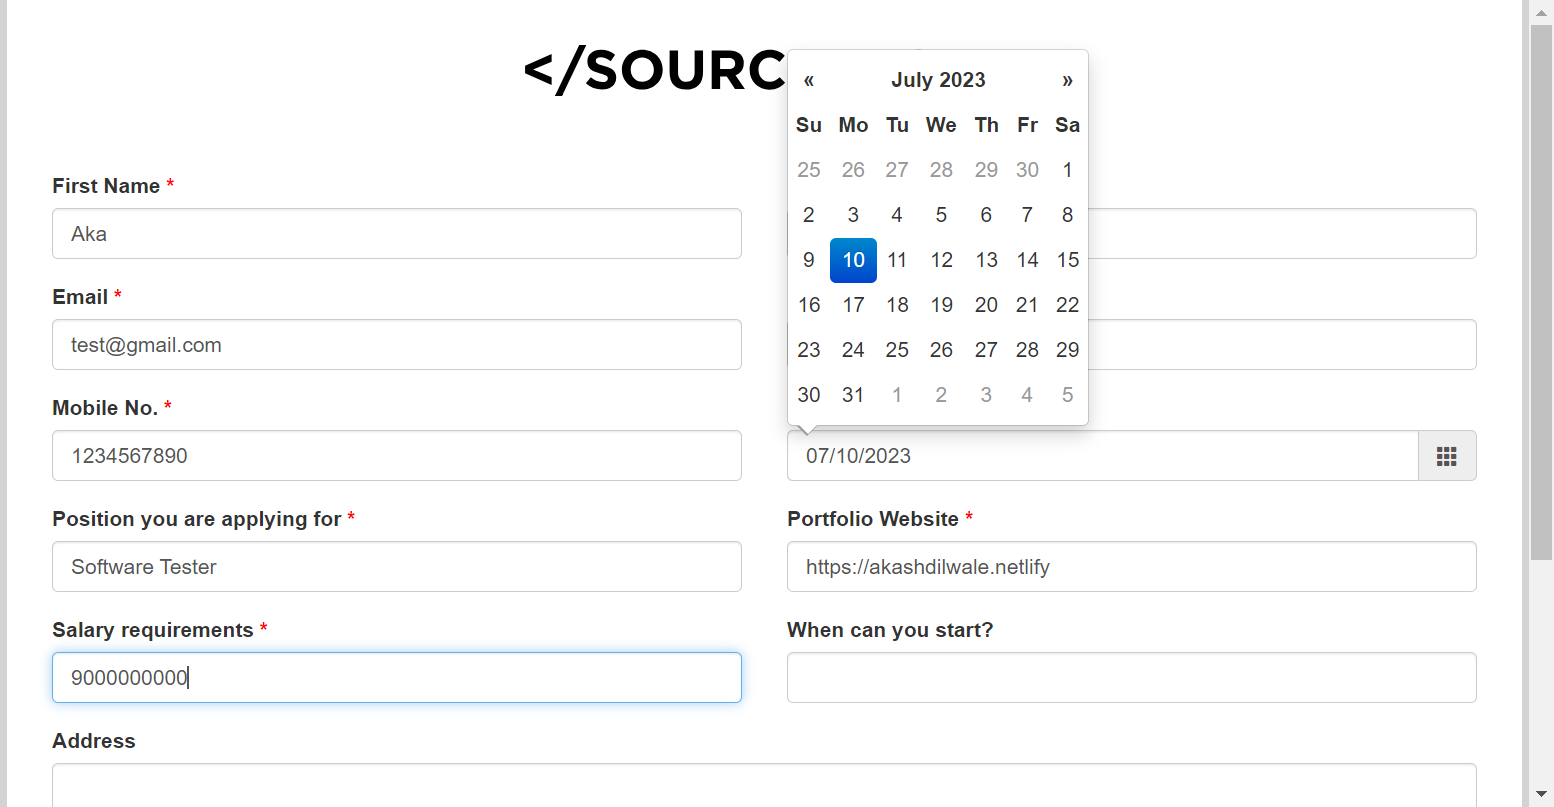 </SOURC
« July 2023 »
Su Mo Tu We Th Fr Sa
25 26 27 28 29 30 1
2 3 4 5 6 7 8
9 10 11 12 13 14 15
16 17 18 19 20 21 22
23 24 25 26 27 28 29
30 31 1 2 3 4 5
First Name *
Aka
Email *
test@gmail.com
Mobile No. *
1234567890
07/10/2023
Position you are applying for *
Software Tester
Portfolio Website *
https://akashdilwale.netlify
Salary requirements *
9000000000
When can you start?
Address